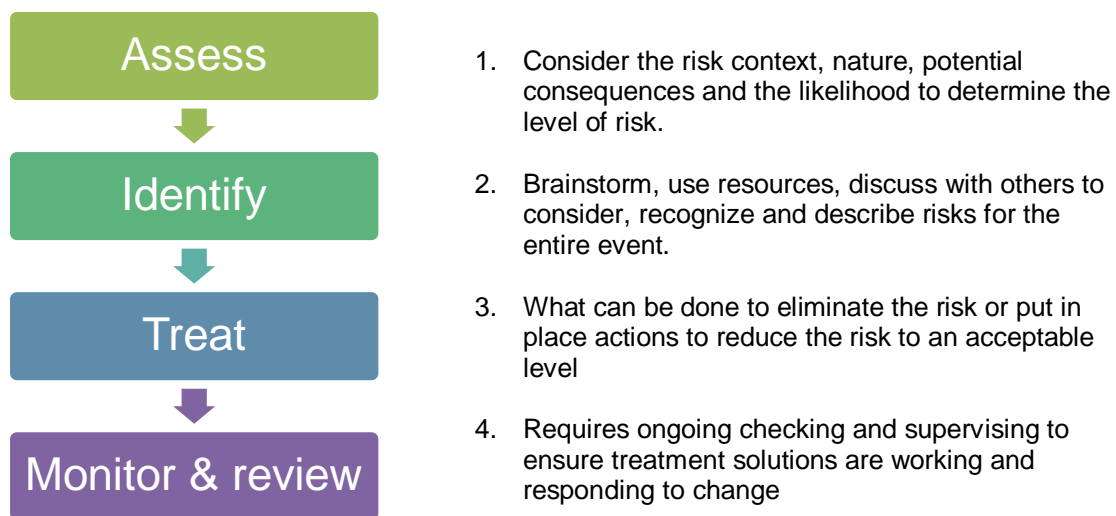 Assess
1. Consider the risk context, nature, potential
consequences and the likelihood to determine the
level of risk.
Identify
2. Brainstorm, use resources, discuss with others to
consider, recognize and describe risks for the
entire event.
Treat
3. What can be done to eliminate the risk or put in
place actions to reduce the risk to an acceptable
level
Monitor & review
4. Requires ongoing checking and supervising to
ensure treatment solutions are working and
responding to change